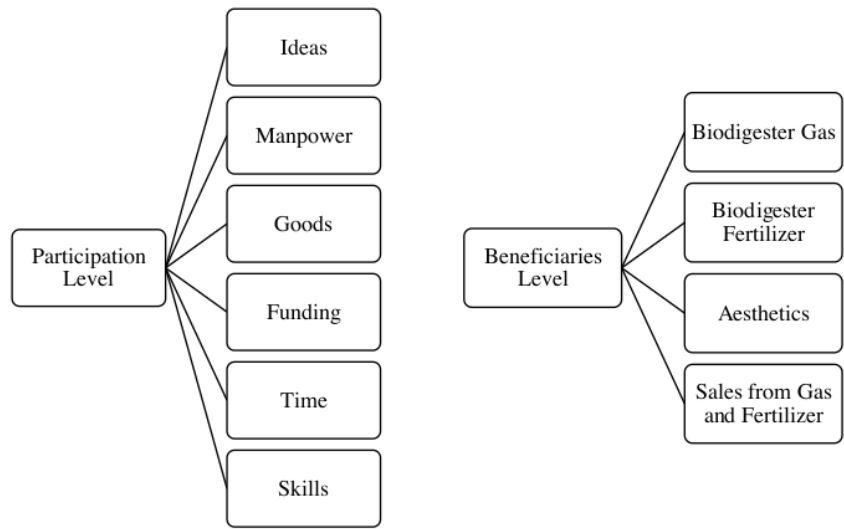 Participation
Level
Ideas
Manpower
Goods
Funding
Time
Skills
Beneficiaries
Level
Biodigester Gas
Biodigester
Fertilizer
Aesthetics
Sales from Gas
and Fertilizer